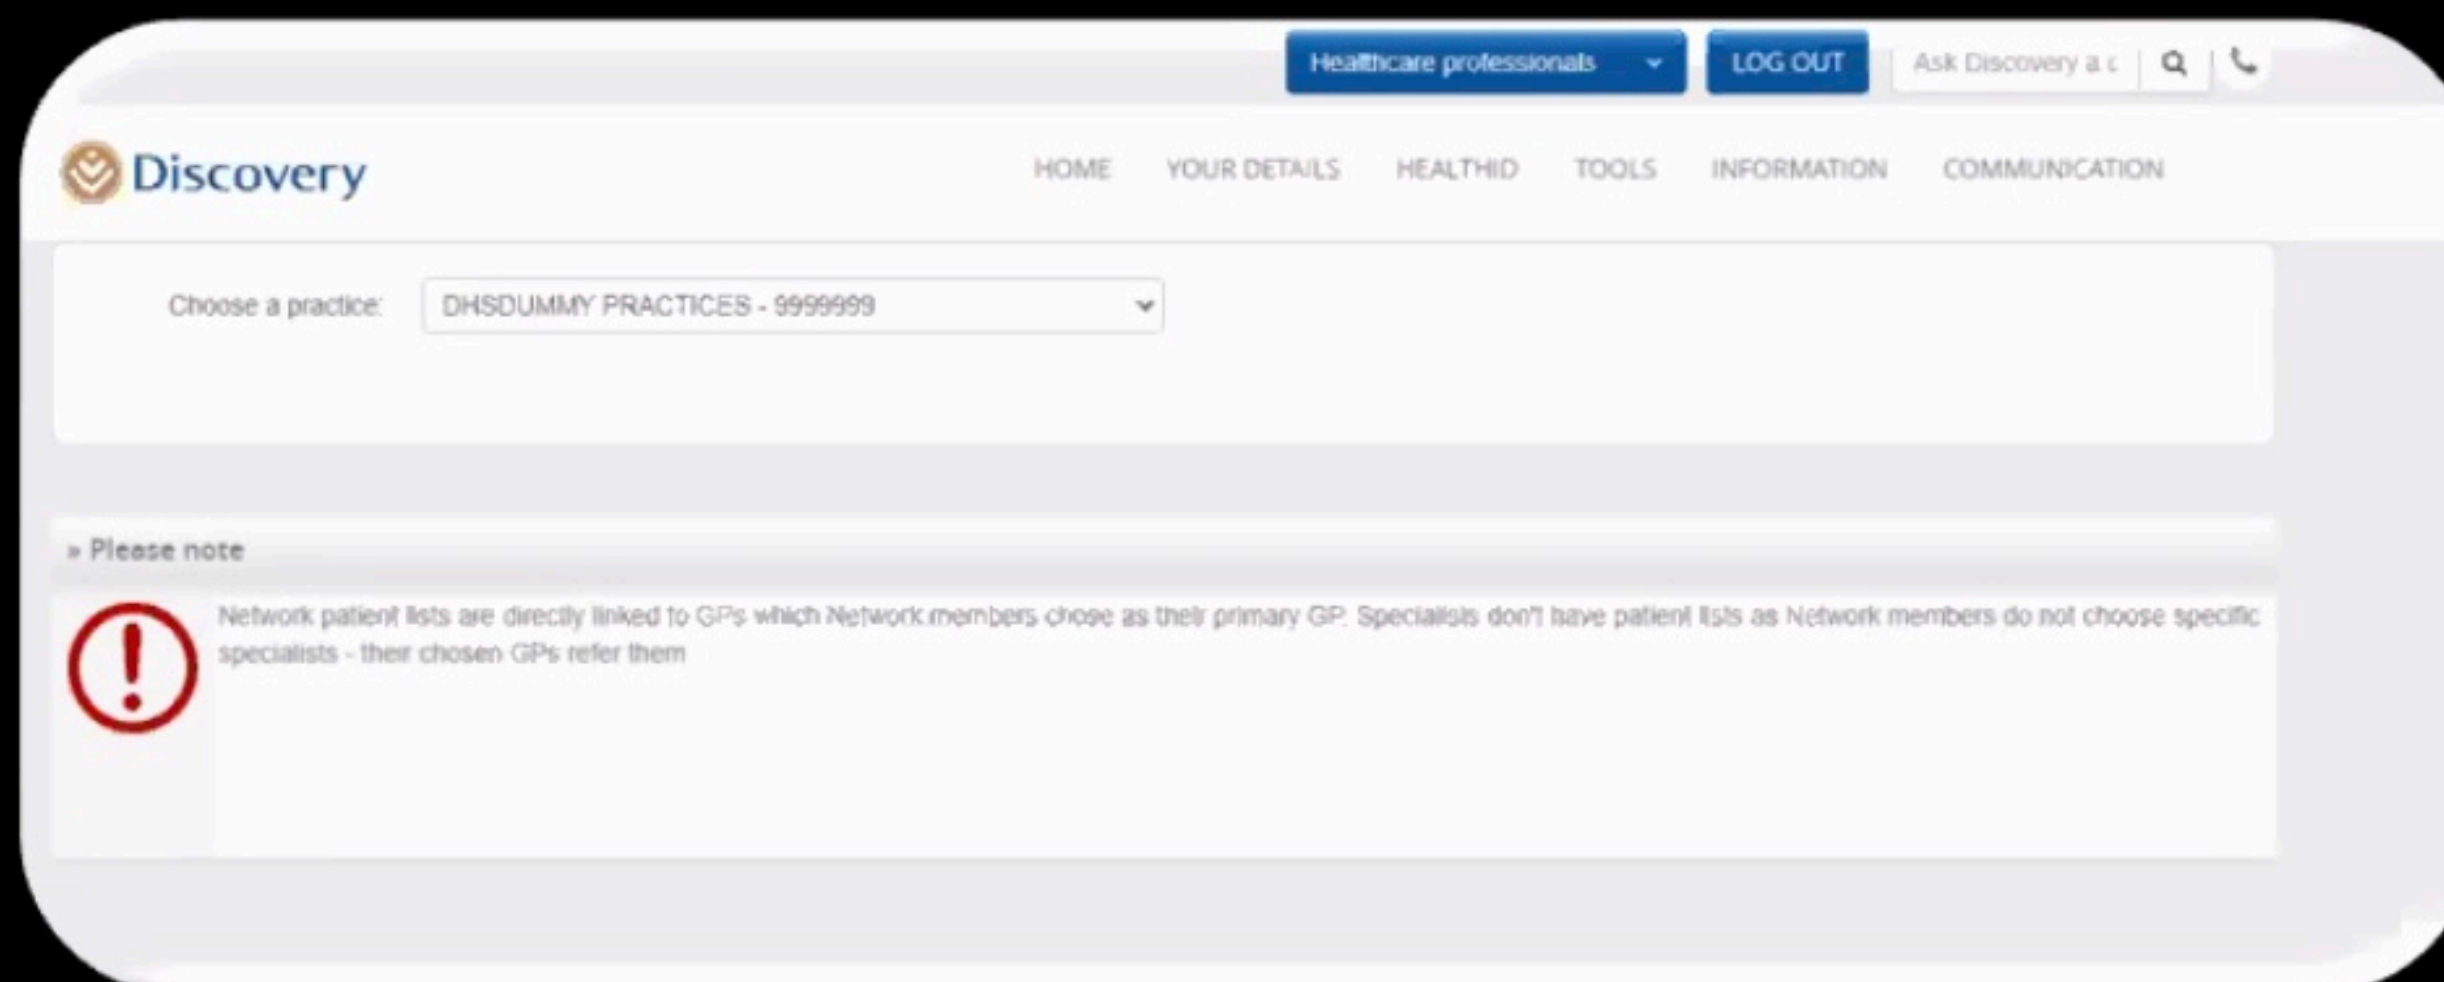 Healthcare professionals
LOG OUT
Ask Discovery a c
Discovery
HOME YOUR DETAILS HEALTHID TOOLS INFORMATION COMMUNICATION
Choose a practice: DHSDUMMY PRACTICES - 9999999
» Please note
Network patient lists are directly linked to GPs which Network members chose as their primary GP. Specialists don't have patient lists as Network members do not choose specific
specialists - their chosen GPs refer them